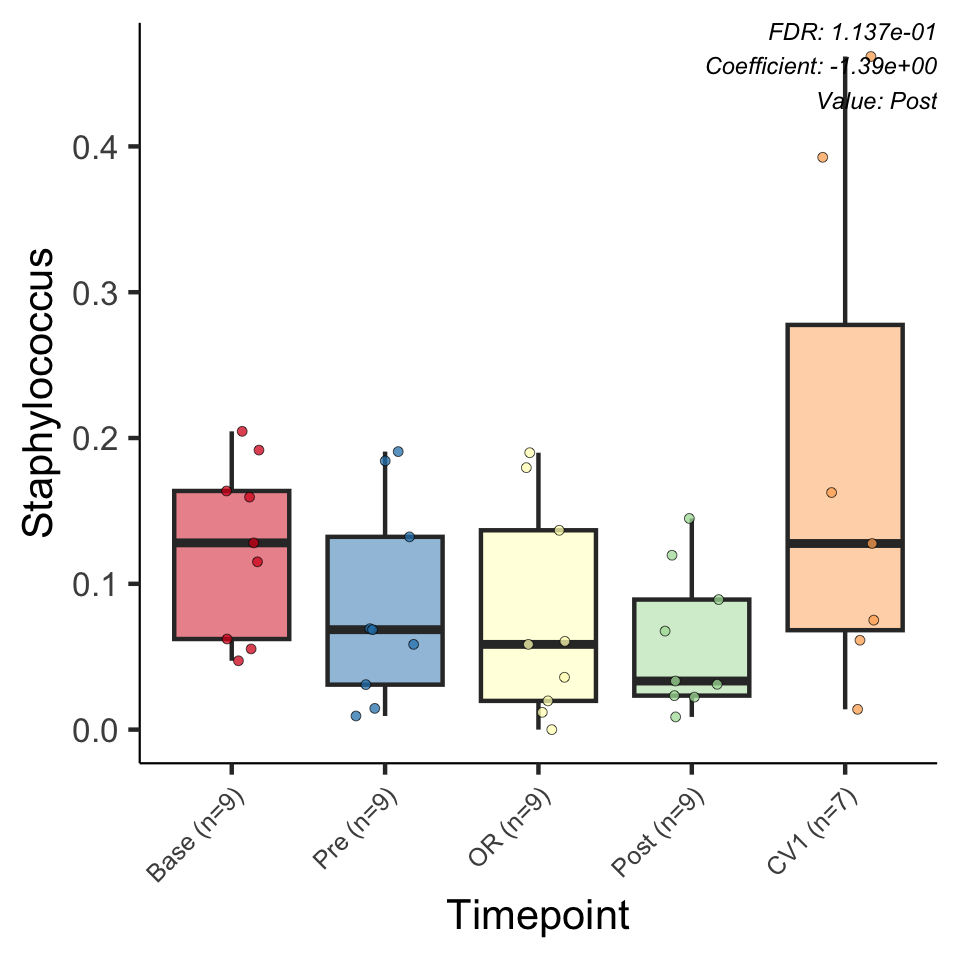 FDR: 1.137e-01
Coefficient: -1.39e+00
Value: Post
Staphylococcus
0.4
0.3
0.2
0.1
0.0
Base (n=9)
Pre (n=9)
OR (n=9)
Post (n=9)
CV1 (n=7)
Timepoint